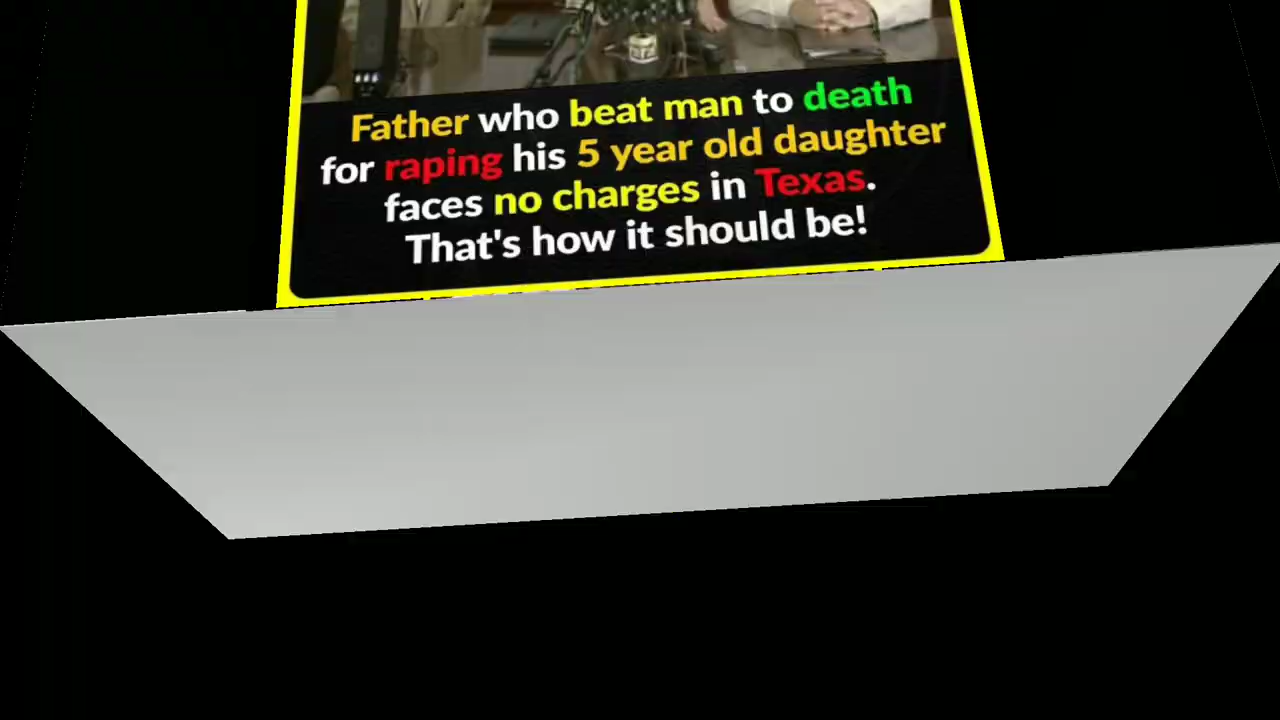 Father who beat man to death
for raping his 5 year old daughter
faces no charges in Texas.
That's how it should be!